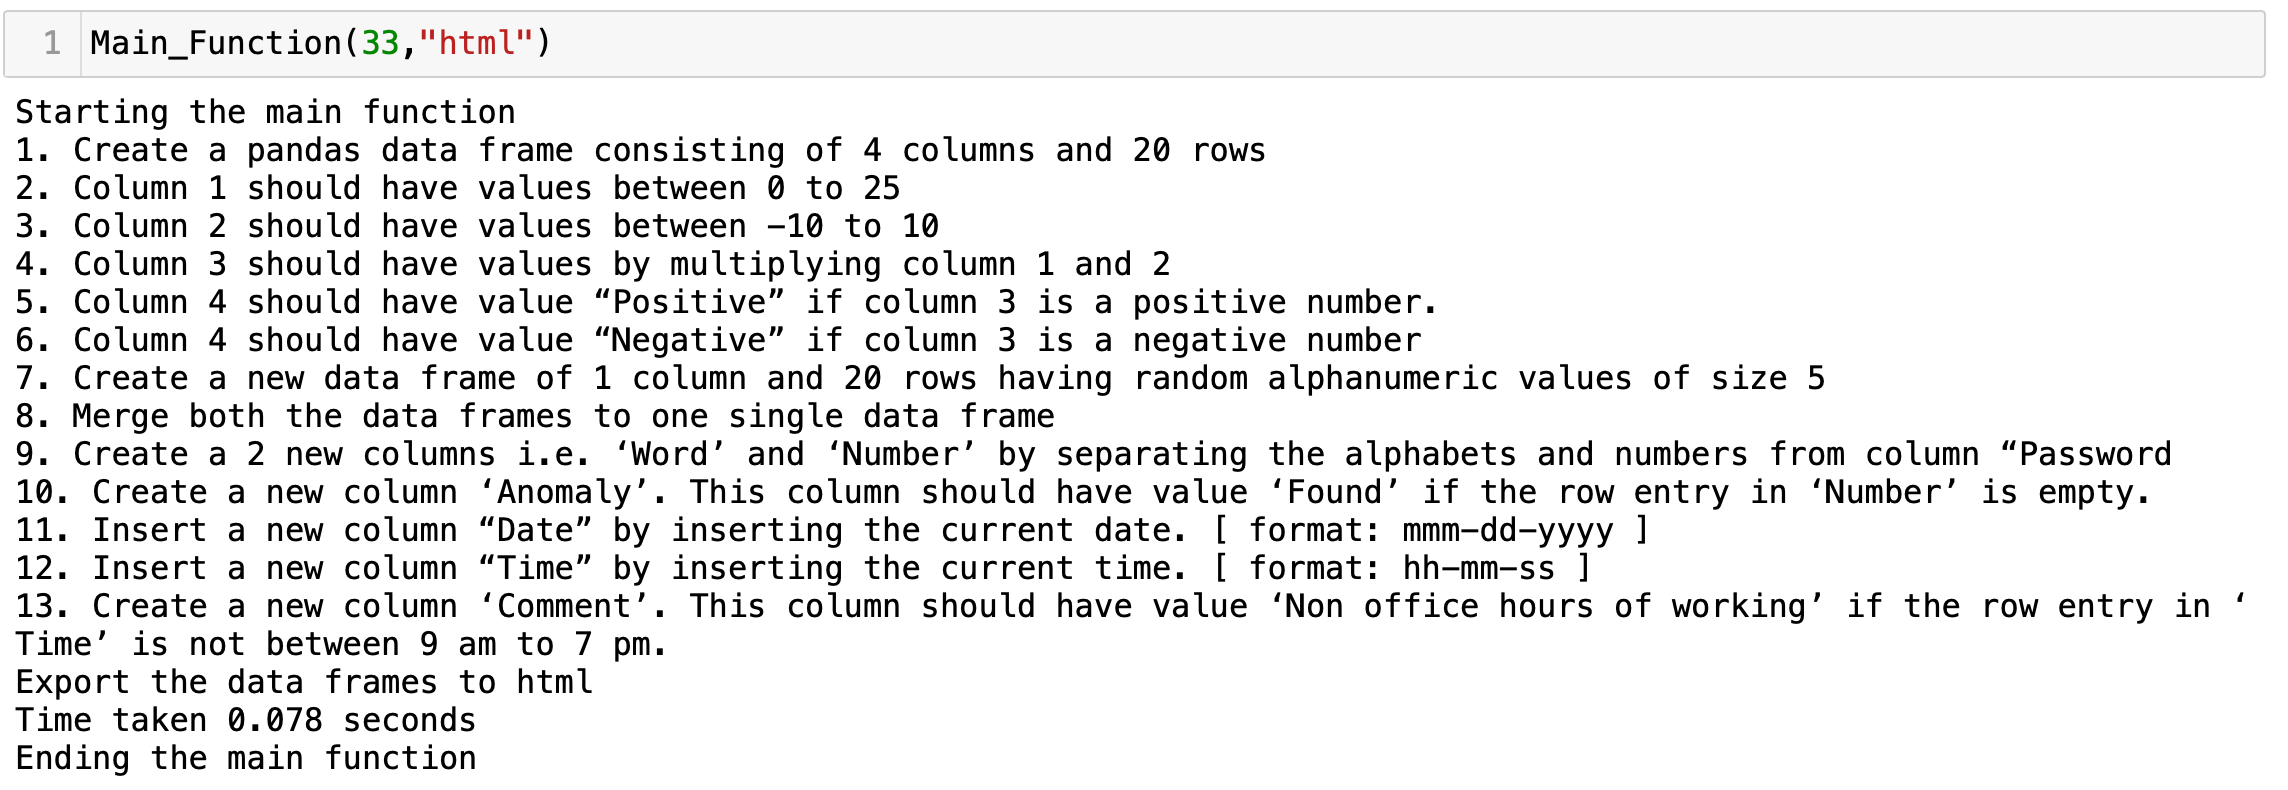 1 Main_Function(33,"html")
Starting the main function
1. Create a pandas data frame consisting of 4 columns and 20 rows
2. Column 1 should have values between 0 to 25
3. Column 2 should have values between −10 to 10
4. Column 3 should have values by multiplying column 1 and 2
5. Column 4 should have value “Positive” if column 3 is a positive number.
6. Column 4 should have value “Negative” if column 3 is a negative number
7. Create a new data frame of 1 column and 20 rows having random alphanumeric values of size 5
8. Merge both the data frames to one single data frame
9. Create a 2 new columns i.e. ‘Word’ and ‘Number’ by separating the alphabets and numbers from column “Password
10. Create a new column ‘Anomaly’. This column should have value ‘Found’ if the row entry in ‘Number’ is empty.
11. Insert a new column “Date” by inserting the current date. [ format: mmm−dd−yyyy ]
12. Insert a new column “Time” by inserting the current time. [ format: hh−mm−ss ]
13. Create a new column ‘Comment’. This column should have value ‘Non office hours of working’ if the row entry in ‘
Time’ is not between 9 am to 7 pm.
Export the data frames to html
Time taken 0.078 seconds
Ending the main function